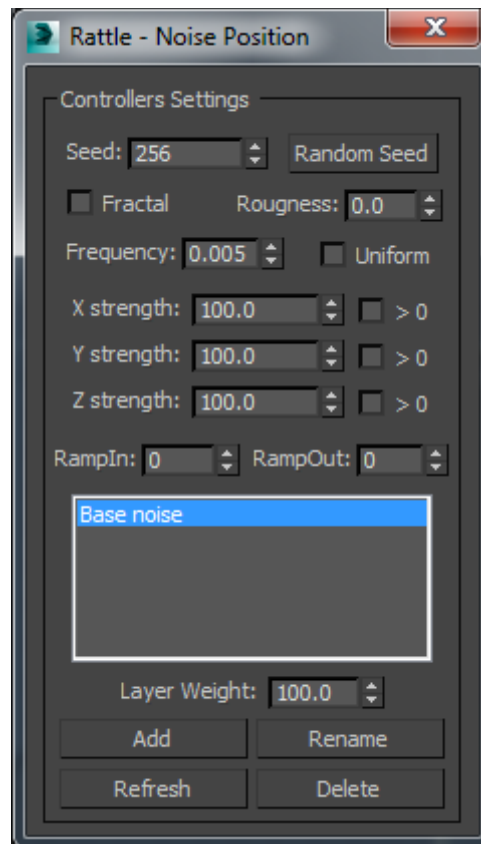 Rattle - Noise Position
Controllers Settings
Seed: 256 Random Seed
Fractal Rougness: 0.0
Frequency: 0.005 Uniform
X strength: 100.0 > 0
Y strength: 100.0 > 0
Z strength: 100.0 > 0
RampIn: 0 RampOut: 0
Base noise
Layer Weight: 100.0
Add Rename
Refresh Delete